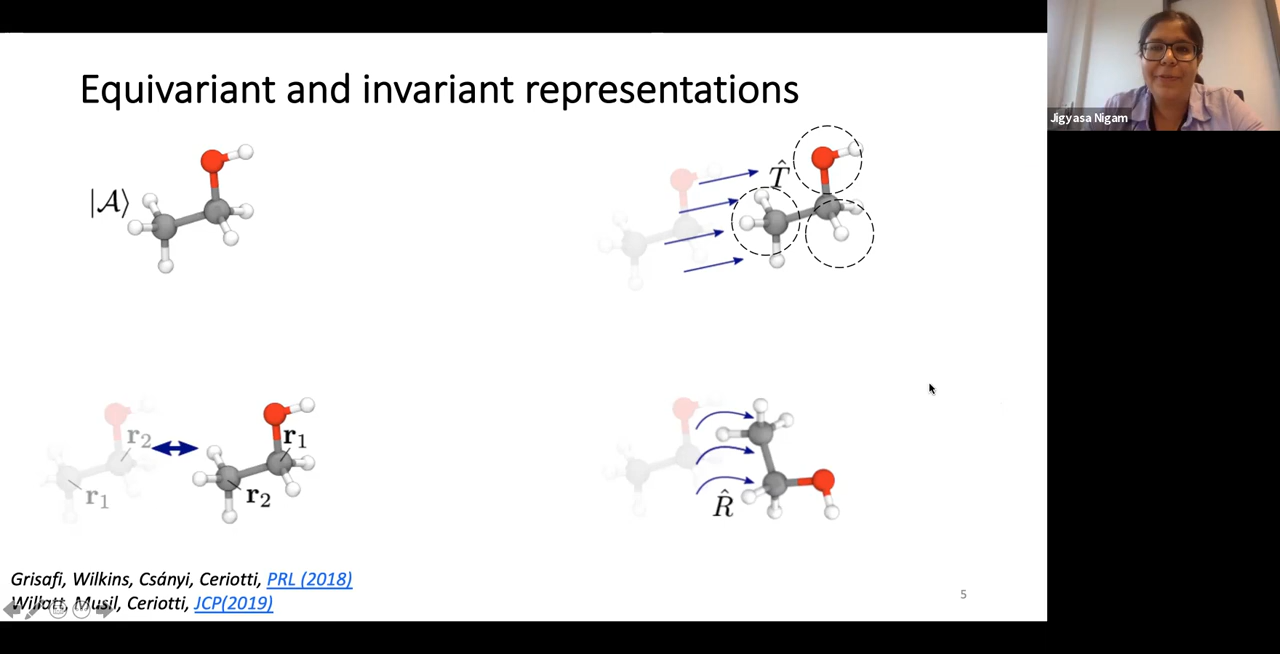 Equivariant and invariant representations
|𝒜⟩
T̂
r₂
r₁
r₁
r₂
R̂
Grisafi, Wilkins, Csányi, Ceriotti, PRL (2018)
Willatt, Musil, Ceriotti, JCP(2019)
5
Jigyasa Nigam